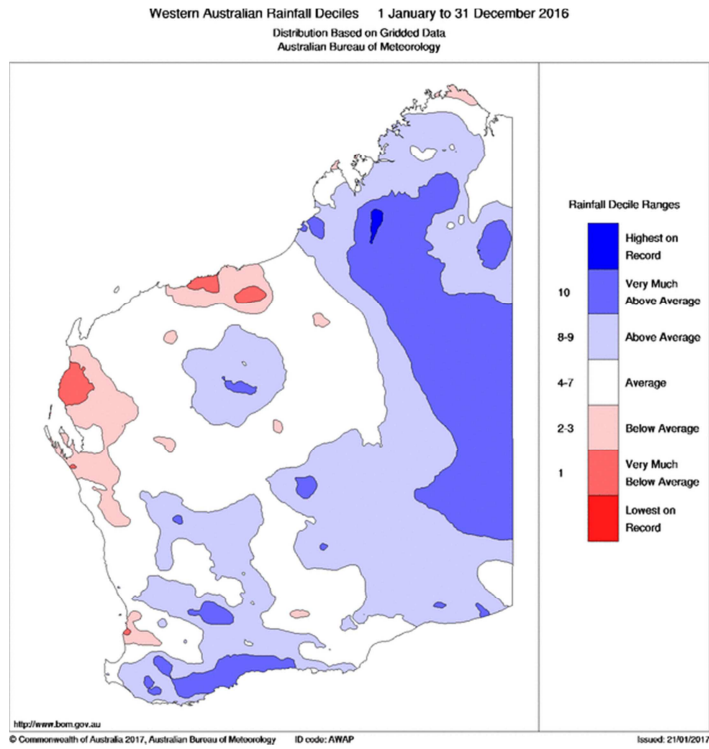 Western Australian Rainfall Deciles 1 January to 31 December 2016
Distribution Based on Gridded Data
Australian Bureau of Meteorology
Rainfall Decile Ranges
Highest on
Record
10 Very Much
Above Average
8-9 Above Average
4-7 Average
2-3 Below Average
1 Very Much
Below Average
Lowest on
Record
http://www.bom.gov.au
© Commonwealth of Australia 2017, Australian Bureau of Meteorology ID code: AWAP Issued: 21/01/2017